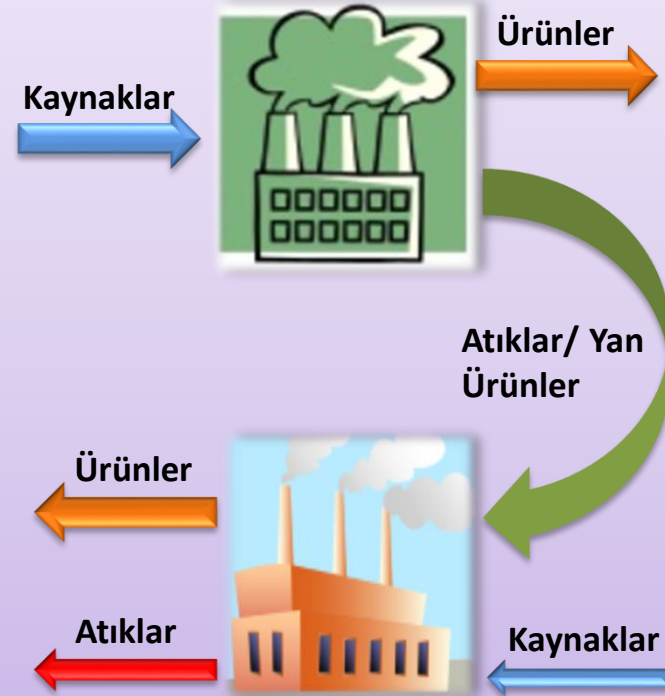 Ürünler
Kaynaklar
Atıklar/ Yan
Ürünler
Ürünler
Atıklar
Kaynaklar